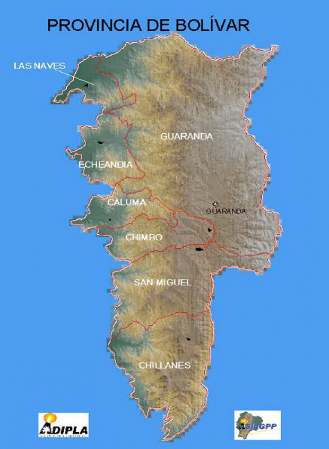 PROVINCIA DE BOLÍVAR
LAS NAVES
GUARANDA
ECHEANDIA
CALUMA
GUARANDA
CHIMBO
SAN MIGUEL
CHILLANES
ADIPLA